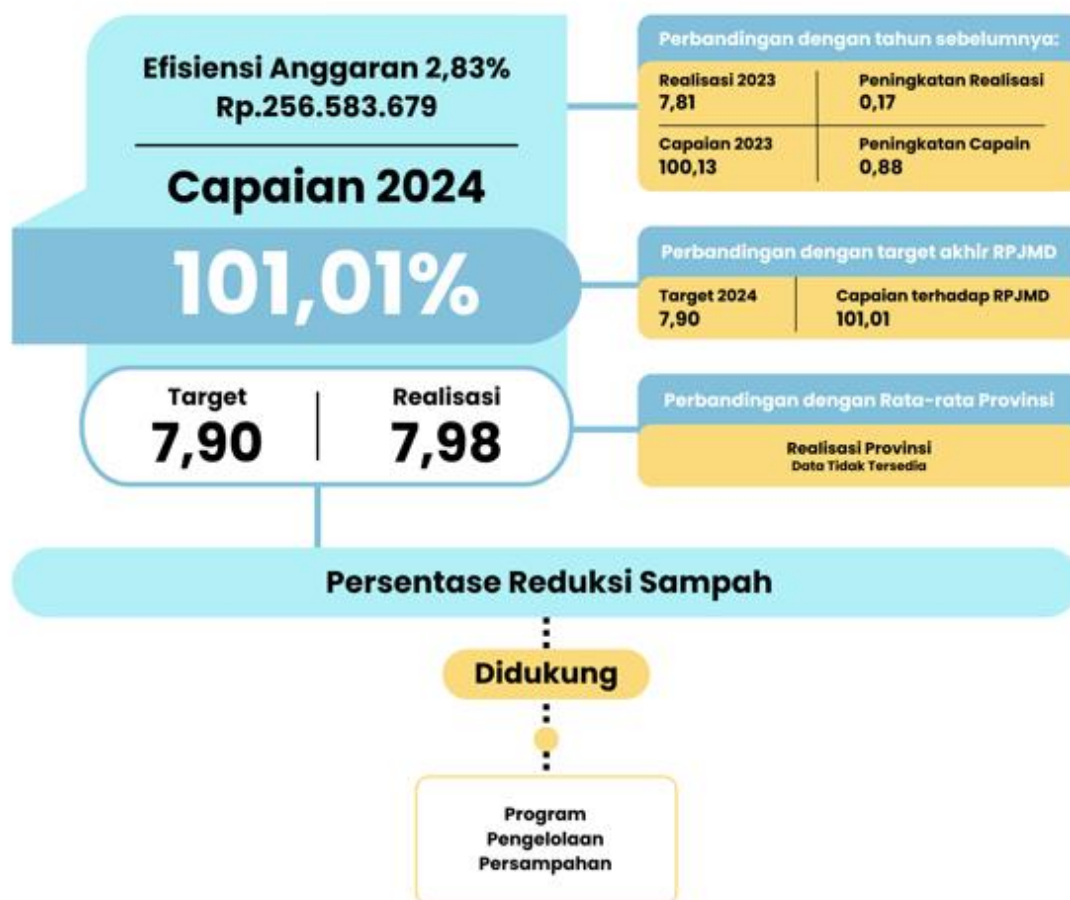 Efisiensi Anggaran 2,83%
Rp.256.583.679
Capaian 2024
101,01%
Target
7,90
Realisasi
7,98
Perbandingan dengan tahun sebelumnya:
Realisasi 2023
7,81
Peningkatan Realisasi
0,17
Capaian 2023
100,13
Peningkatan Capain
0,88
Perbandingan dengan target akhir RPJMD
Target 2024
7,90
Capaian terhadap RPJMD
101,01
Perbandingan dengan Rata-rata Provinsi
Realisasi Provinsi
Data Tidak Tersedia
Persentase Reduksi Sampah
Didukung
Program
Pengelolaan
Persampahan